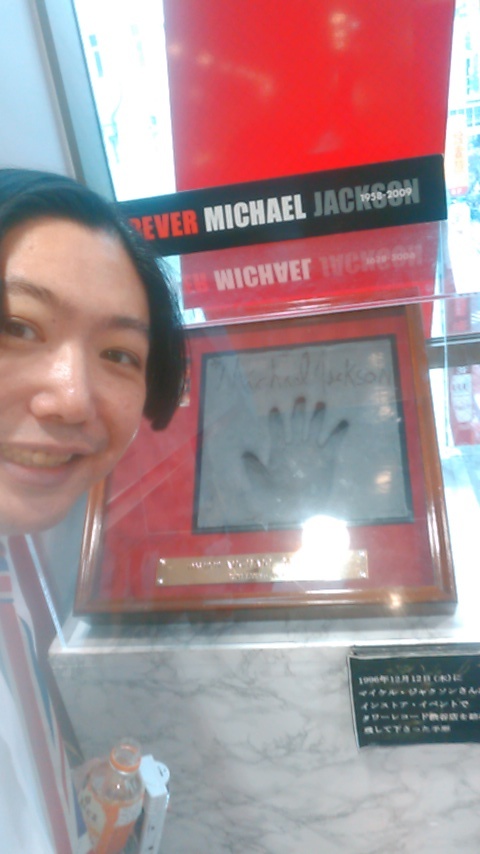 EVER MICHAEL JACKSON
1958-2009
Michael Jackson
1996年12月12日(木)に
マイケル・ジャクソンさんが
インストア・イベントで
タワーレコード渋谷店を
残して下さった手形